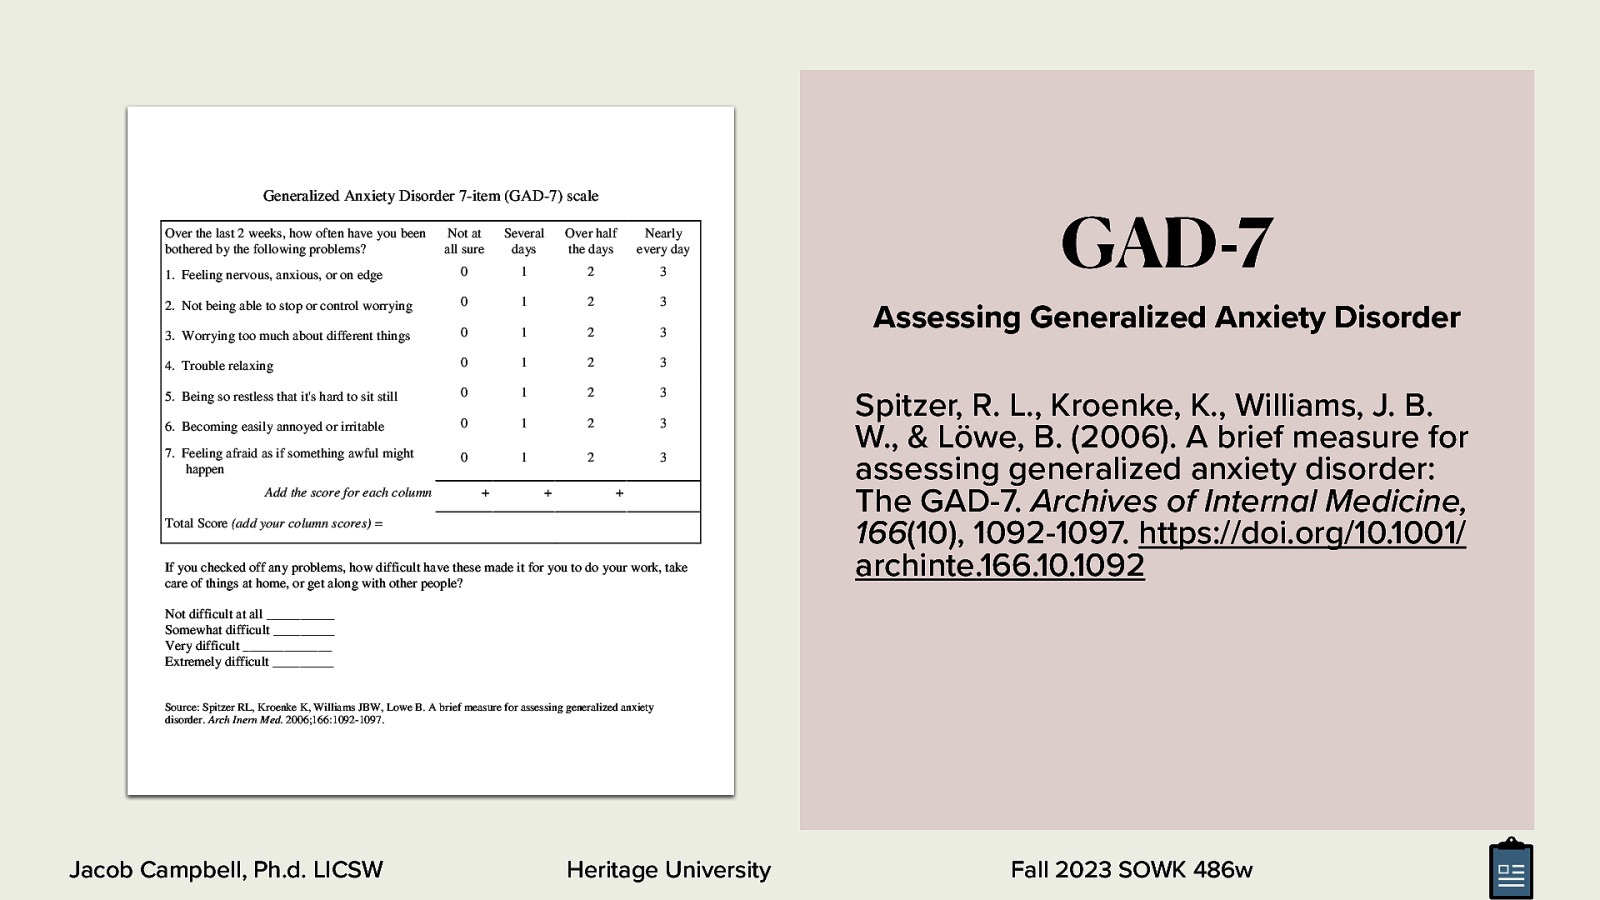 Generalized Anxiety Disorder 7-item (GAD-7) scale
Over the last 2 weeks, how often have you been bothered by the following problems? Not at all sure Several days Over half the days Nearly every day
1. Feeling nervous, anxious, or on edge 0 1 2 3
2. Not being able to stop or control worrying 0 1 2 3
3. Worrying too much about different things 0 1 2 3
4. Trouble relaxing 0 1 2 3
5. Being so restless that it's hard to sit still 0 1 2 3
6. Becoming easily annoyed or irritable 0 1 2 3
7. Feeling afraid as if something awful might happen 0 1 2 3
Add the score for each column + + +
Total Score (add your column scores) =
If you checked off any problems, how difficult have these made it for you to do your work, take
care of things at home, or get along with other people?
Not difficult at all __________
Somewhat difficult _________
Very difficult _____________
Extremely difficult _________
Source: Spitzer RL, Kroenke K, Williams JBW, Lowe B. A brief measure for assessing generalized anxiety
disorder. Arch Inern Med. 2006;166:1092-1097.
GAD-7
Assessing Generalized Anxiety Disorder
Spitzer, R. L., Kroenke, K., Williams, J. B.
W., & Löwe, B. (2006). A brief measure for
assessing generalized anxiety disorder:
The GAD-7. Archives of Internal Medicine,
166(10), 1092-1097. https://doi.org/10.1001/
archinte.166.10.1092
Jacob Campbell, Ph.d. LICSW
Heritage University
Fall 2023 SOWK 486w